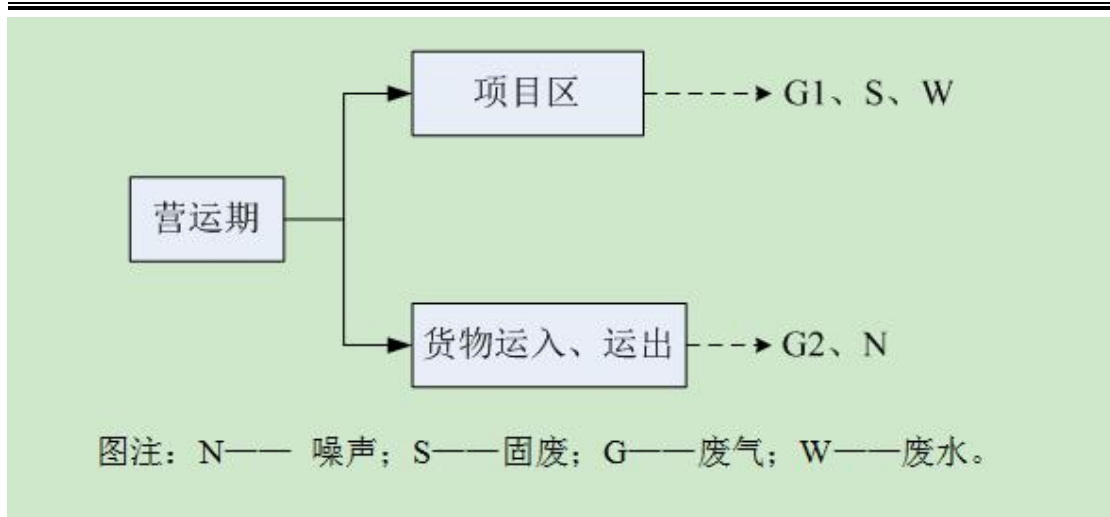 项目区
G1、S、W
营运期
货物运入、运出
G2、N
图注：N—— 噪声；S——固废；G——废气；W——废水。